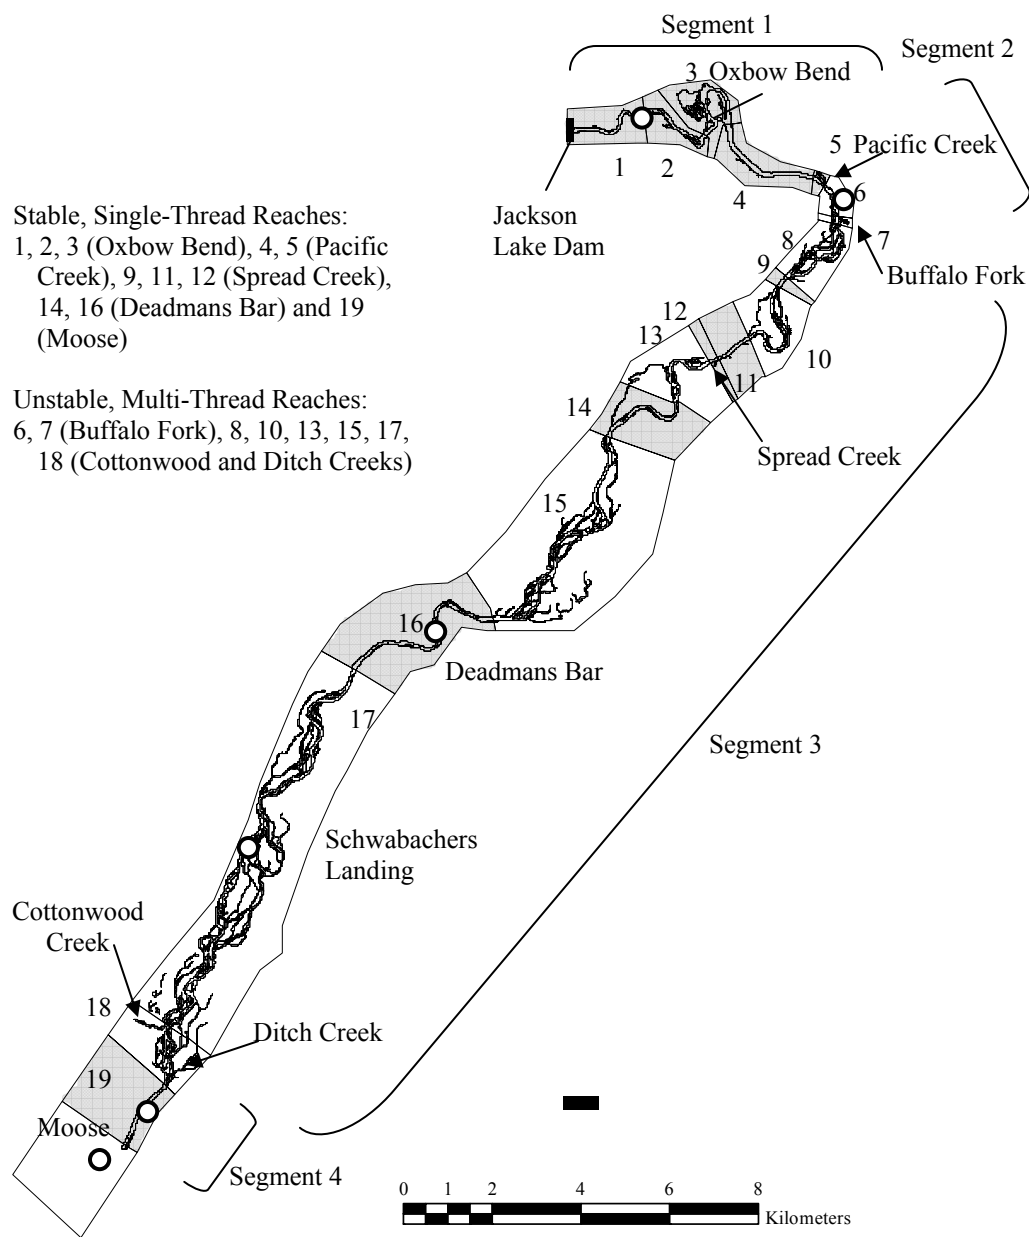 Segment 1
Segment 2
3 Oxbow Bend
5 Pacific Creek
1
2
4
6
Jackson
Lake Dam
7
8
Buffalo Fork
9
Stable, Single-Thread Reaches:
1, 2, 3 (Oxbow Bend), 4, 5 (Pacific
Creek), 9, 11, 12 (Spread Creek),
14, 16 (Deadmans Bar) and 19
(Moose)
12
13
10
11
Unstable, Multi-Thread Reaches:
6, 7 (Buffalo Fork), 8, 10, 13, 15, 17,
18 (Cottonwood and Ditch Creeks)
14
Spread Creek
15
16
Deadmans Bar
17
Segment 3
Schwabachers
Landing
Cottonwood
Creek
18
Ditch Creek
19
Moose
Segment 4
0 1 2 4 6 8
Kilometers